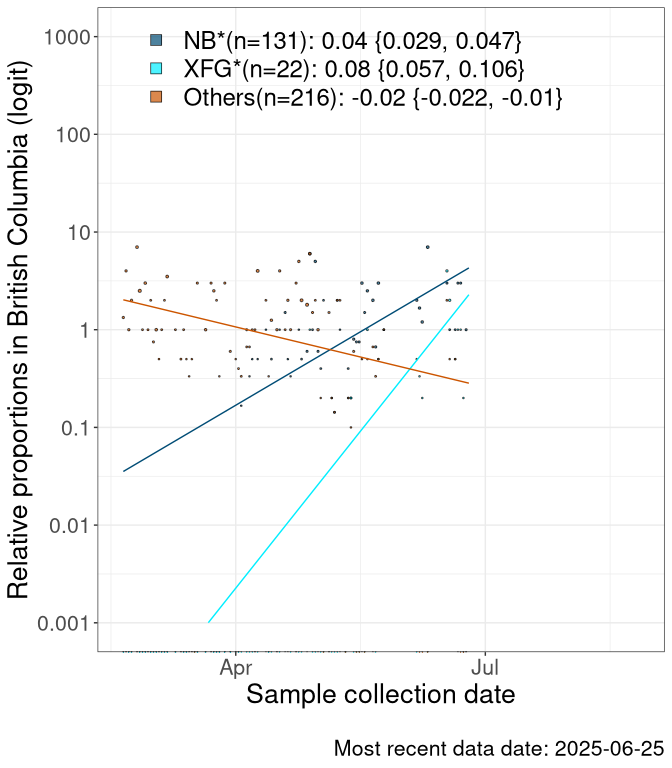 NB*(n=131): 0.04 {0.029, 0.047}
XFG*(n=22): 0.08 {0.057, 0.106}
Others(n=216): -0.02 {-0.022, -0.01}
Relative proportions in British Columbia (logit)
1000
100
10
1
0.1
0.01
0.001
Apr
Jul
Sample collection date
Most recent data date: 2025-06-25